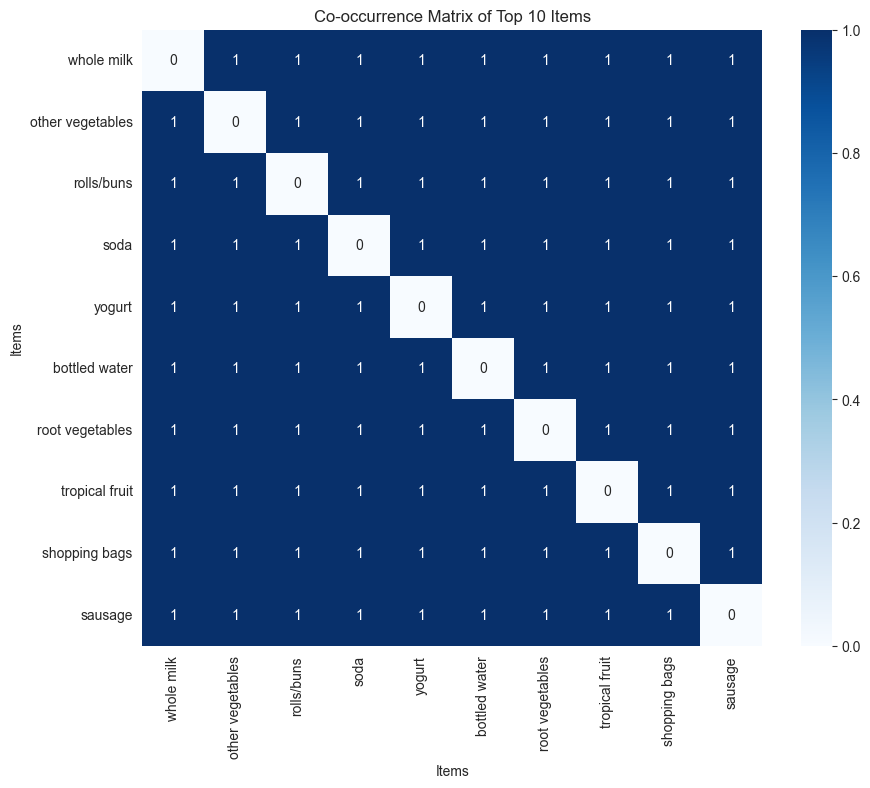 Co-occurrence Matrix of Top 10 Items
whole milk 0 1 1 1 1 1 1 1 1 1
other vegetables 1 0 1 1 1 1 1 1 1 1
rolls/buns 1 1 0 1 1 1 1 1 1 1
soda 1 1 1 0 1 1 1 1 1 1
yogurt 1 1 1 1 0 1 1 1 1 1
bottled water 1 1 1 1 1 0 1 1 1 1
root vegetables 1 1 1 1 1 1 0 1 1 1
tropical fruit 1 1 1 1 1 1 1 0 1 1
shopping bags 1 1 1 1 1 1 1 1 0 1
sausage 1 1 1 1 1 1 1 1 1 0
Items
whole milk
other vegetables
rolls/buns
soda
yogurt
bottled water
root vegetables
tropical fruit
shopping bags
sausage
Items
1.0
0.8
0.6
0.4
0.2
0.0